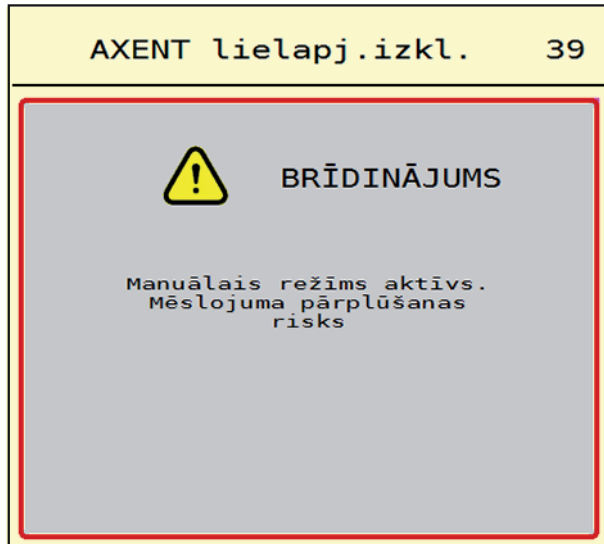 AXENT lielapj.izkl. 39
BRĪDINĀJUMS
Manuālais režīms aktīvs.
Mēslojuma pārplūšanas
risks